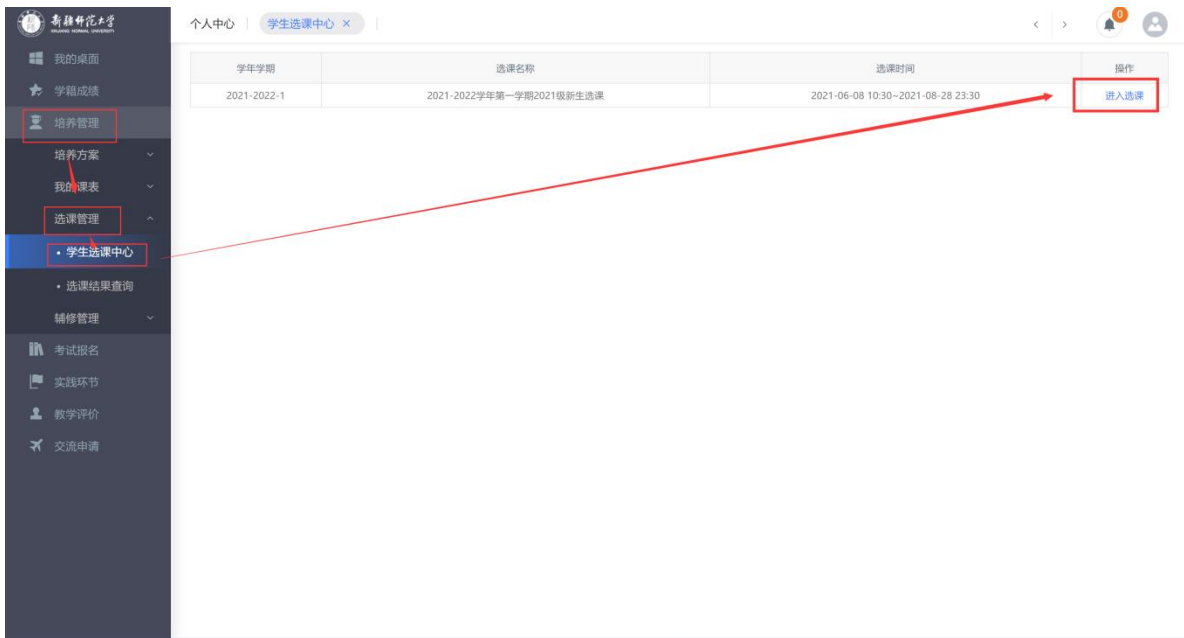 新疆师范大学
XINJIANG NORMAL UNIVERSITY
个人中心 学生选课中心 ×
0
我的桌面
学籍成绩
培养管理
培养方案
我的课表
选课管理
• 学生选课中心
• 选课结果查询
辅修管理
考试报名
实践环节
教学评价
交流申请
学年学期 选课名称 选课时间 操作
2021-2022-1 2021-2022学年第一学期2021级新生选课 2021-06-08 10:30~2021-08-28 23:30 进入选课